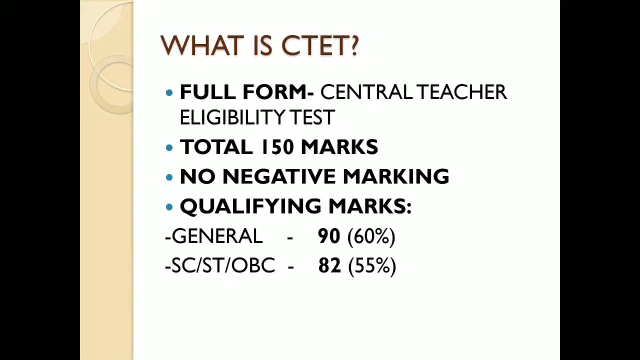 WHAT IS CTET?
• FULL FORM- CENTRAL TEACHER
ELIGIBILITY TEST
• TOTAL 150 MARKS
• NO NEGATIVE MARKING
• QUALIFYING MARKS:
-GENERAL - 90 (60%)
-SC/ST/OBC - 82 (55%)